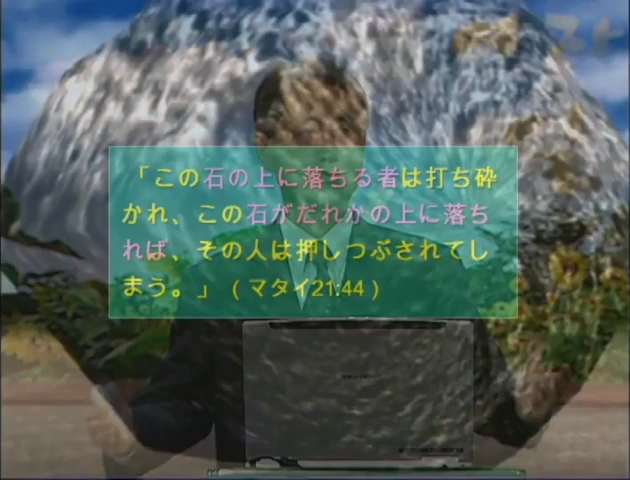 「この石の上に落ちる者は打ち砕
かれ、この石がだれかの上に落ち
れば、その人は押しつぶされてし
まう。」（マタイ21:44）